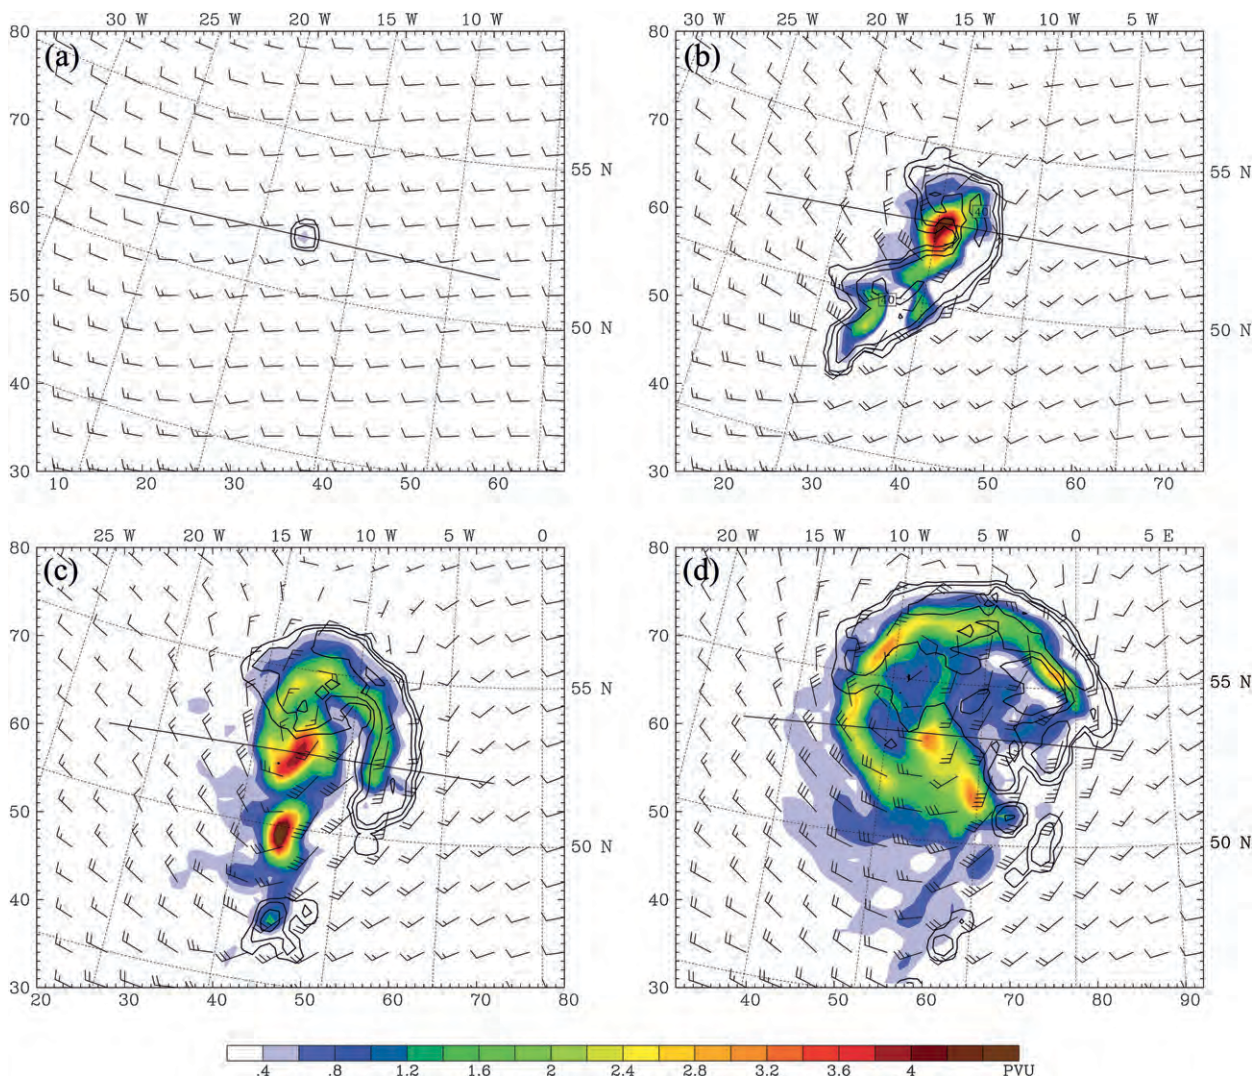 30 W 25 W 20 W 15 W 10 W
(a)
80
70
60
50
40
30
55 N
50 N
10 20 30 40 50 60
30 W 25 W 20 W 15 W 10 W 5 W
(b)
80
70
60
50
40
30
55 N
50 N
40
40
20 30 40 50 60 70
25 W 20 W 15 W 10 W 5 W 0
(c)
80
70
60
50
40
30
55 N
50 N
20 30 40 50 60 70 80
20 W 15 W 10 W 5 W 0 5 E
(d)
80
70
60
50
40
30
55 N
50 N
40 50 60 70 80 90
.4 .8 1.2 1.6 2 2.4 2.8 3.2 3.6 4 PVU